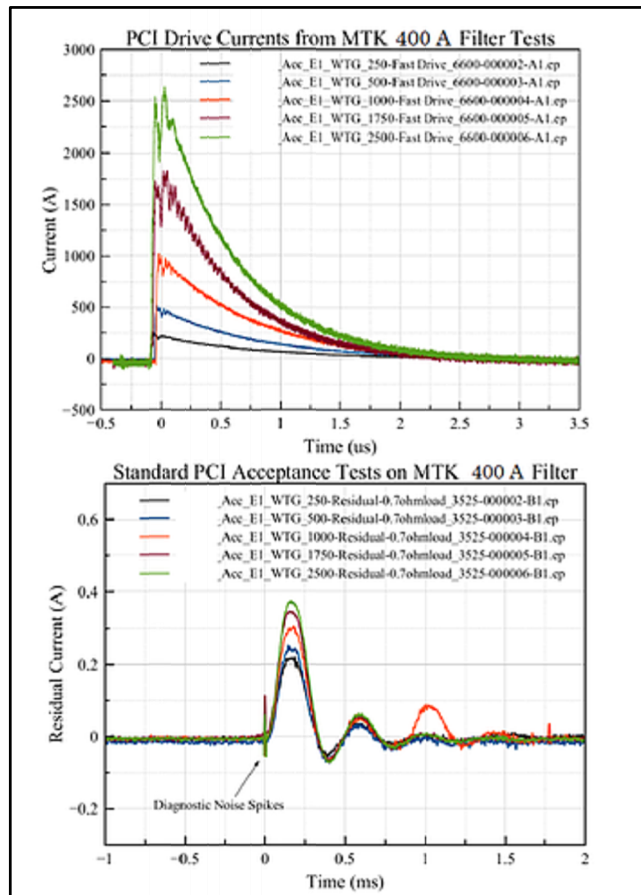 PCI Drive Currents from MTK 400 A Filter Tests
3000
2500
2000
1500
1000
500
0
−500
Current (A)
_Acc_E1_WTG_250-Fast Drive_6600-000002-A1.ep
_Acc_E1_WTG_500-Fast Drive_6600-000003-A1.ep
_Acc_E1_WTG_1000-Fast Drive_6600-000004-A1.ep
_Acc_E1_WTG_1750-Fast Drive_6600-000005-A1.ep
_Acc_E1_WTG_2500-Fast Drive_6600-000006-A1.ep
−0.5 0 0.5 1 1.5 2 2.5 3 3.5
Time (us)
Standard PCI Acceptance Tests on MTK 400 A Filter
0.6
0.4
0.2
0
−0.2
Residual Current (A)
_Acc_E1_WTG_250-Residual-0.7ohmload_3525-000002-B1.ep
_Acc_E1_WTG_500-Residual-0.7ohmload_3525-000003-B1.ep
_Acc_E1_WTG_1000-Residual-0.7ohmload_3525-000004-B1.ep
_Acc_E1_WTG_1750-Residual-0.7ohmload_3525-000005-B1.ep
_Acc_E1_WTG_2500-Residual-0.7ohmload_3525-000006-B1.ep
Diagnostic Noise Spikes
−1 −0.5 0 0.5 1 1.5 2
Time (ms)